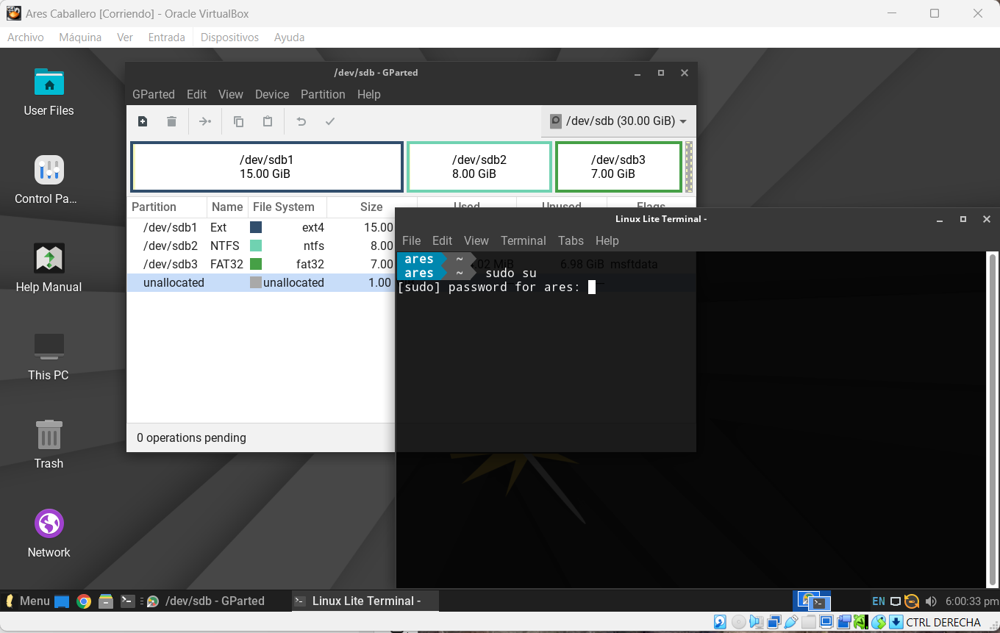 Ares Caballero [Corriendo] - Oracle VirtualBox
Archivo Máquina Ver Entrada Dispositivos Ayuda
User Files
Control Pa...
Help Manual
This PC
Trash
Network
/dev/sdb - GParted
GParted Edit View Device Partition Help
/dev/sdb (30.00 GiB)
/dev/sdb1
15.00 GiB
/dev/sdb2
8.00 GiB
/dev/sdb3
7.00 GiB
Partition Name File System Size Used Unused Flags
/dev/sdb1 Ext ext4 15.00
/dev/sdb2 NTFS ntfs 8.00
/dev/sdb3 FAT32 fat32 7.00 .02 MiB 6.98 GiB msftdata
unallocated unallocated 1.00
0 operations pending
Linux Lite Terminal -
File Edit View Terminal Tabs Help
ares ~
ares ~ sudo su
[sudo] password for ares:
Menu /dev/sdb - GParted Linux Lite Terminal - EN 6:00:33 pm
CTRL DERECHA